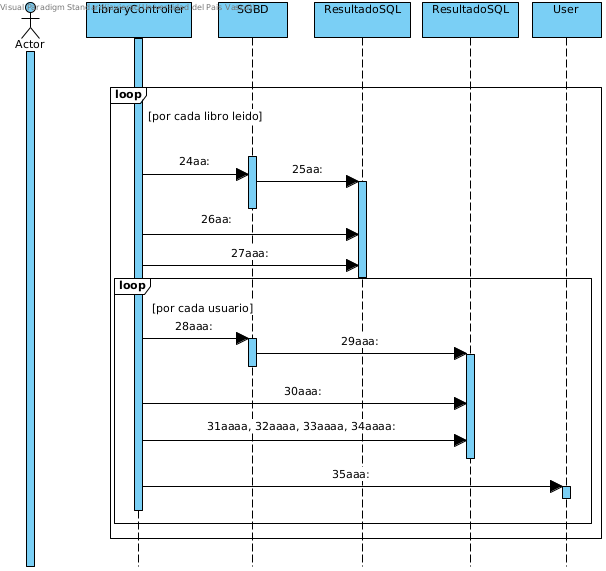 Visual Paradigm Standard
del País Vasco
LibraryController
SGBD
ResultadoSQL
ResultadoSQL
User
Actor
loop
[por cada libro leido]
24aa:
25aa:
26aa:
27aaa:
loop
[por cada usuario]
28aaa:
29aaa:
30aaa:
31aaaa, 32aaaa, 33aaaa, 34aaaa:
35aaa: